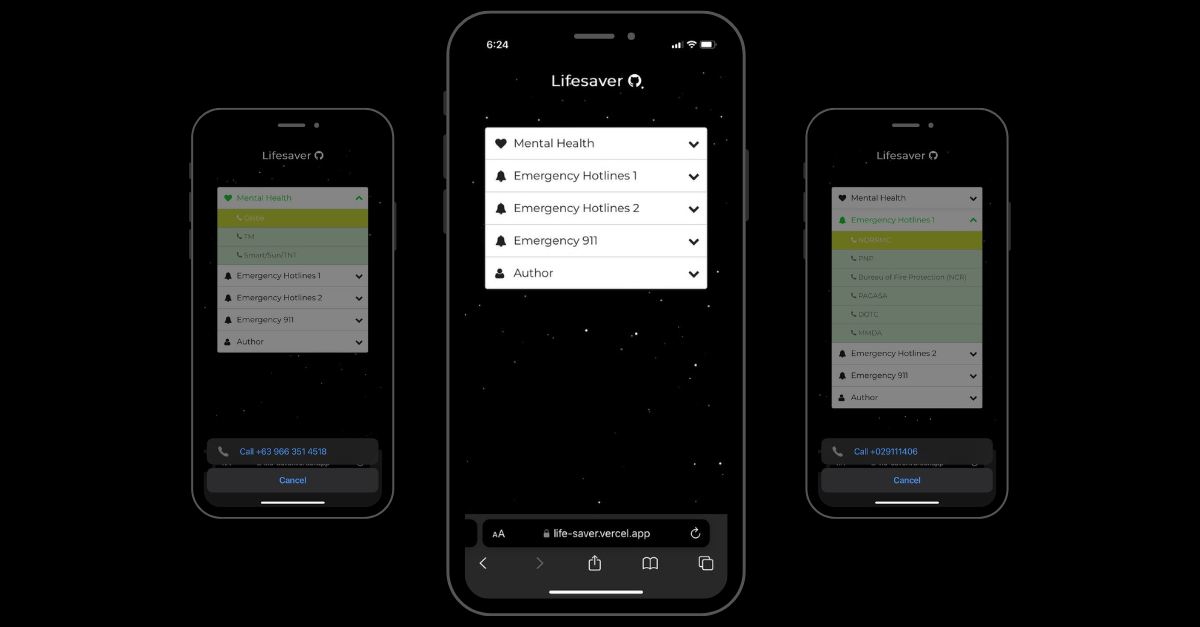 Lifesaver
Mental Health
Globe
TM
Smart/Sun/TNT
Emergency Hotlines 1
Emergency Hotlines 2
Emergency 911
Author
Call +63 966 351 4518
Cancel
6:24
Lifesaver
Mental Health
Emergency Hotlines 1
Emergency Hotlines 2
Emergency 911
Author
AA
life-saver.vercel.app
Lifesaver
Mental Health
Emergency Hotlines 1
NDRRMC
PNP
Bureau of Fire Protection (NCR)
PAGASA
DOTC
MMDA
Emergency Hotlines 2
Emergency 911
Author
Call +029111406
Cancel